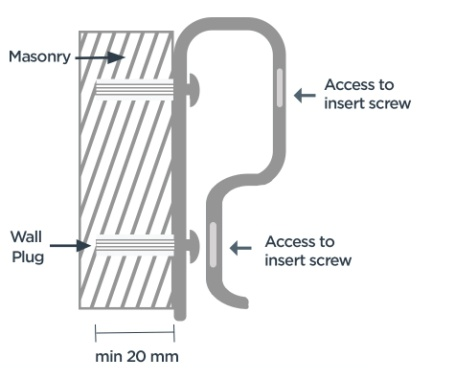 Masonry
Access to
insert screw
Wall
Plug
Access to
insert screw
min 20 mm